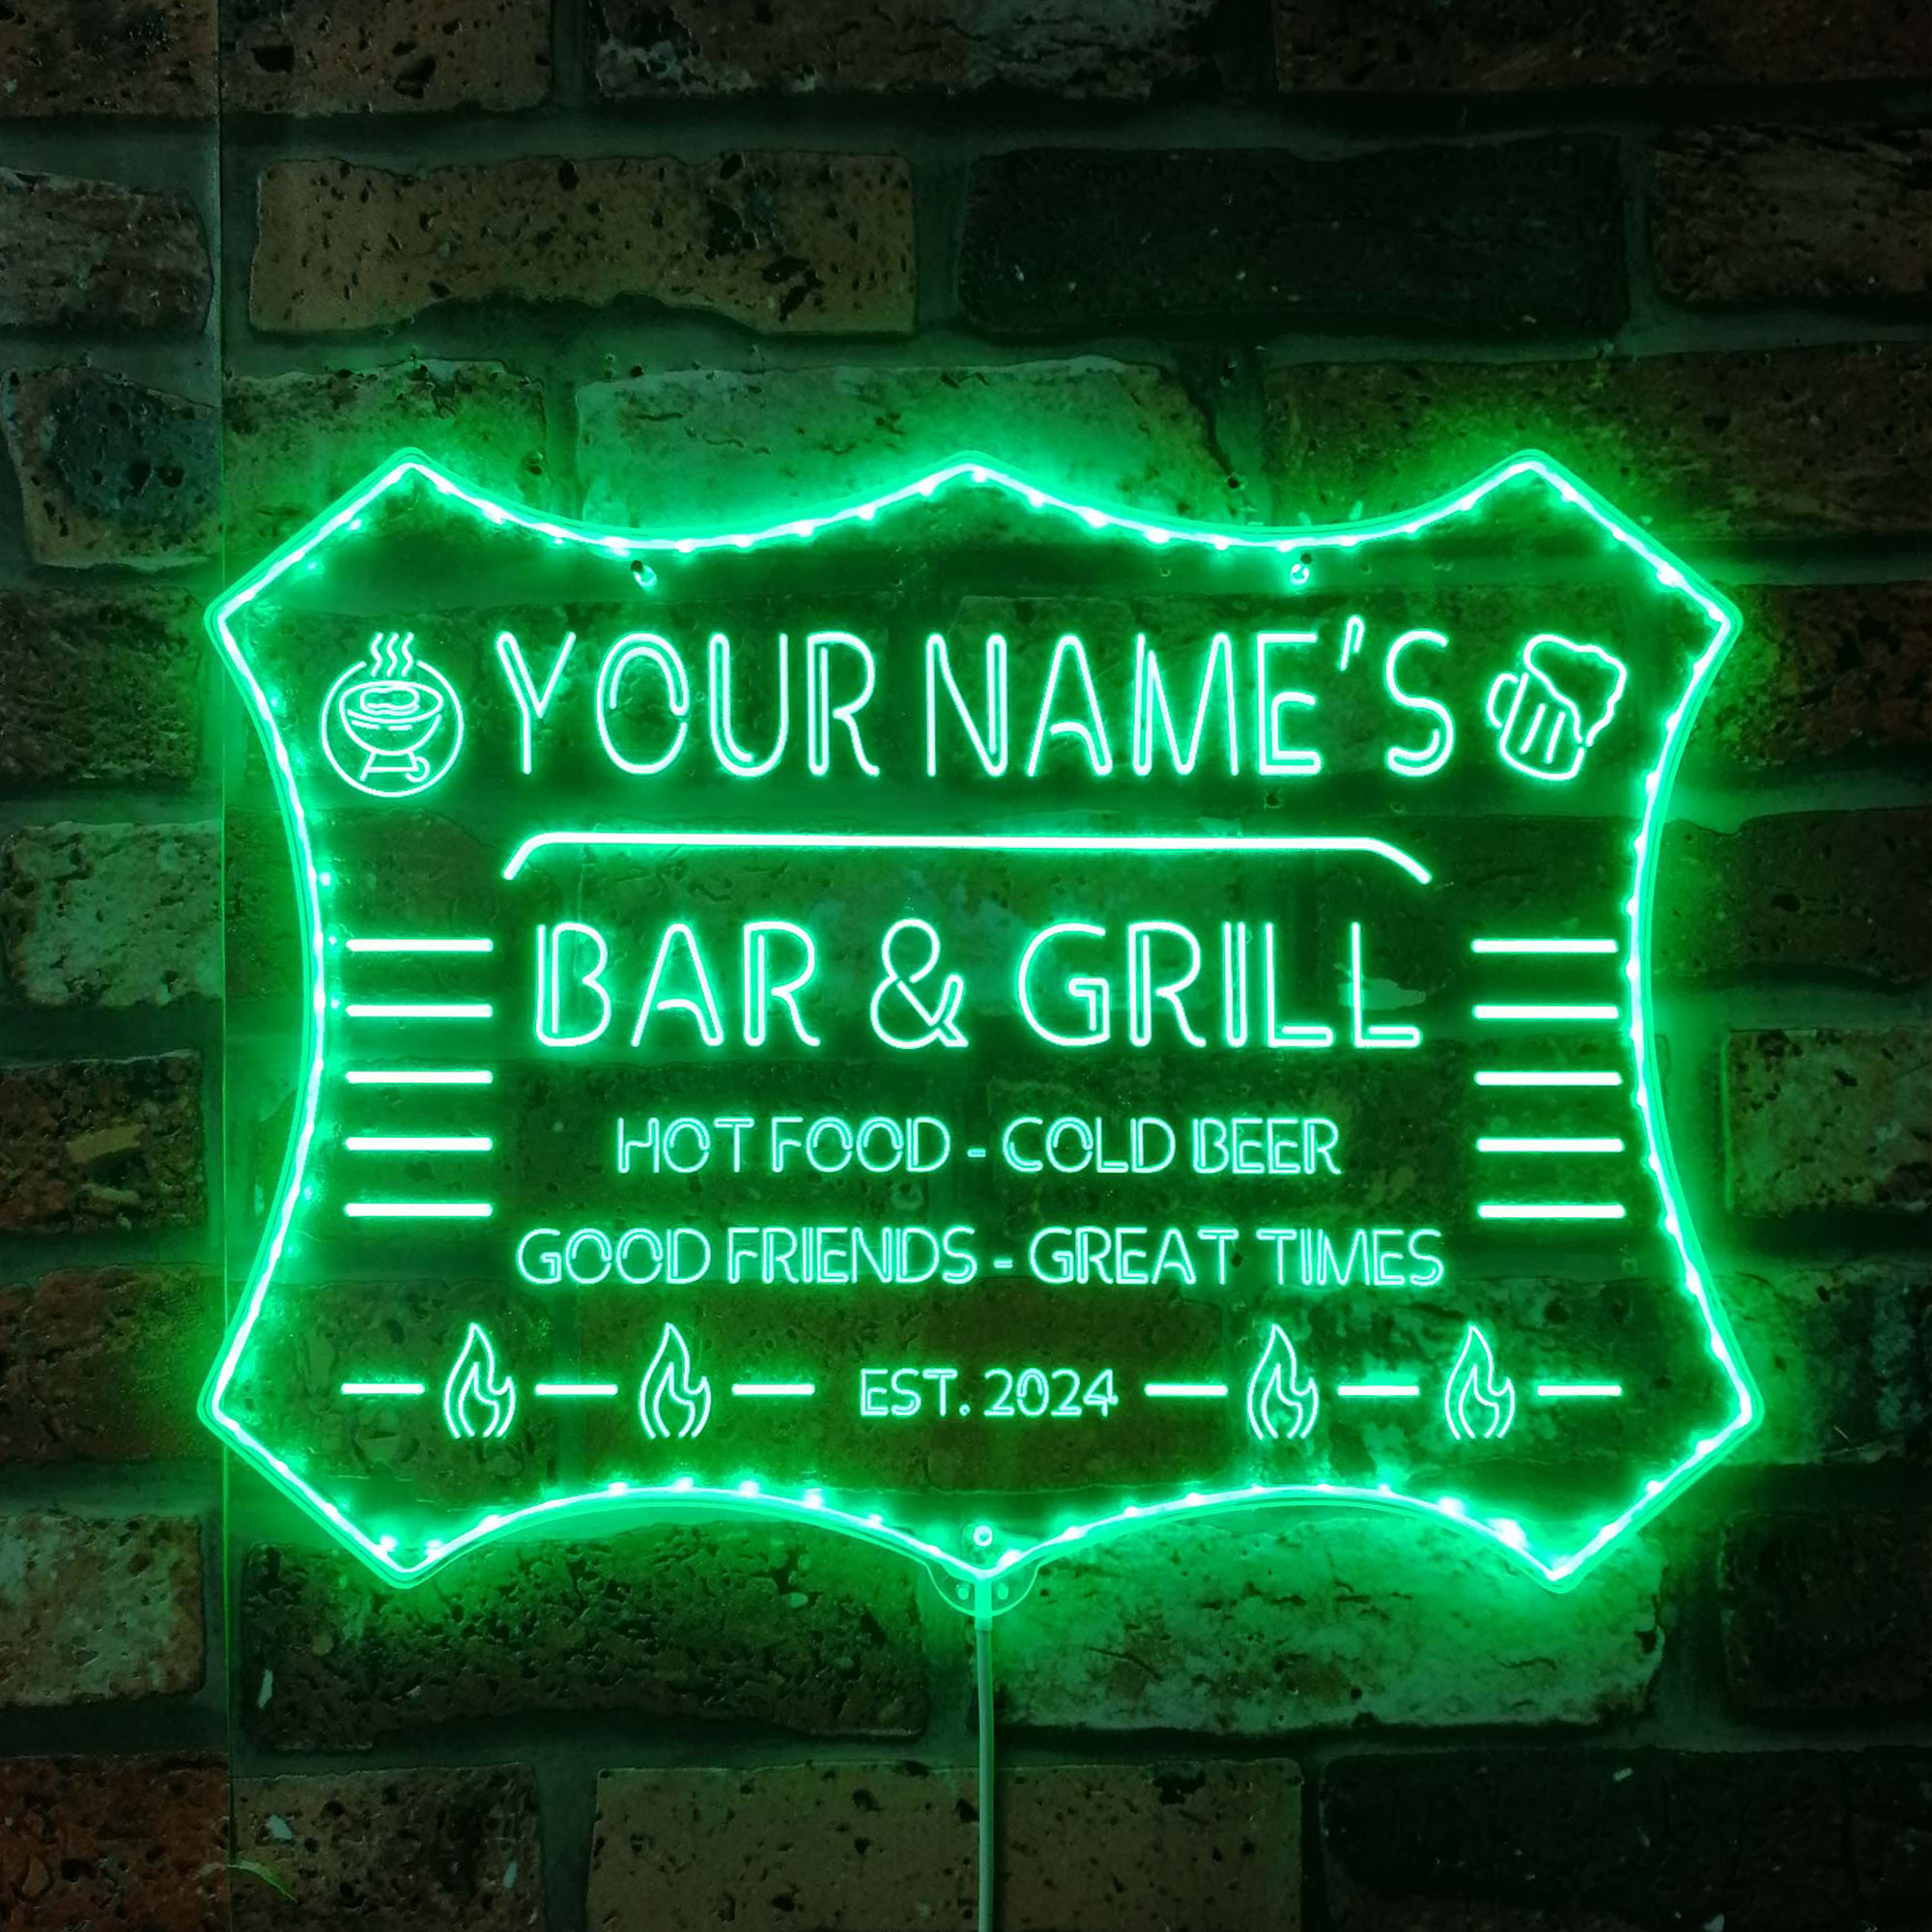 YOUR NAME'S
BAR & GRILL
HOT FOOD - COLD BEER
GOOD FRIENDS - GREAT TIMES
EST. 2024